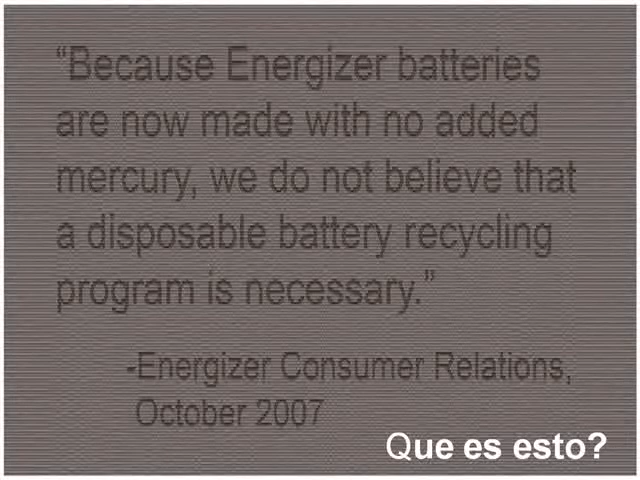 “Because Energizer batteries
are now made with no added
mercury, we do not believe that
a disposable battery recycling
program is necessary.”
-Energizer Consumer Relations,
October 2007
Que es esto?